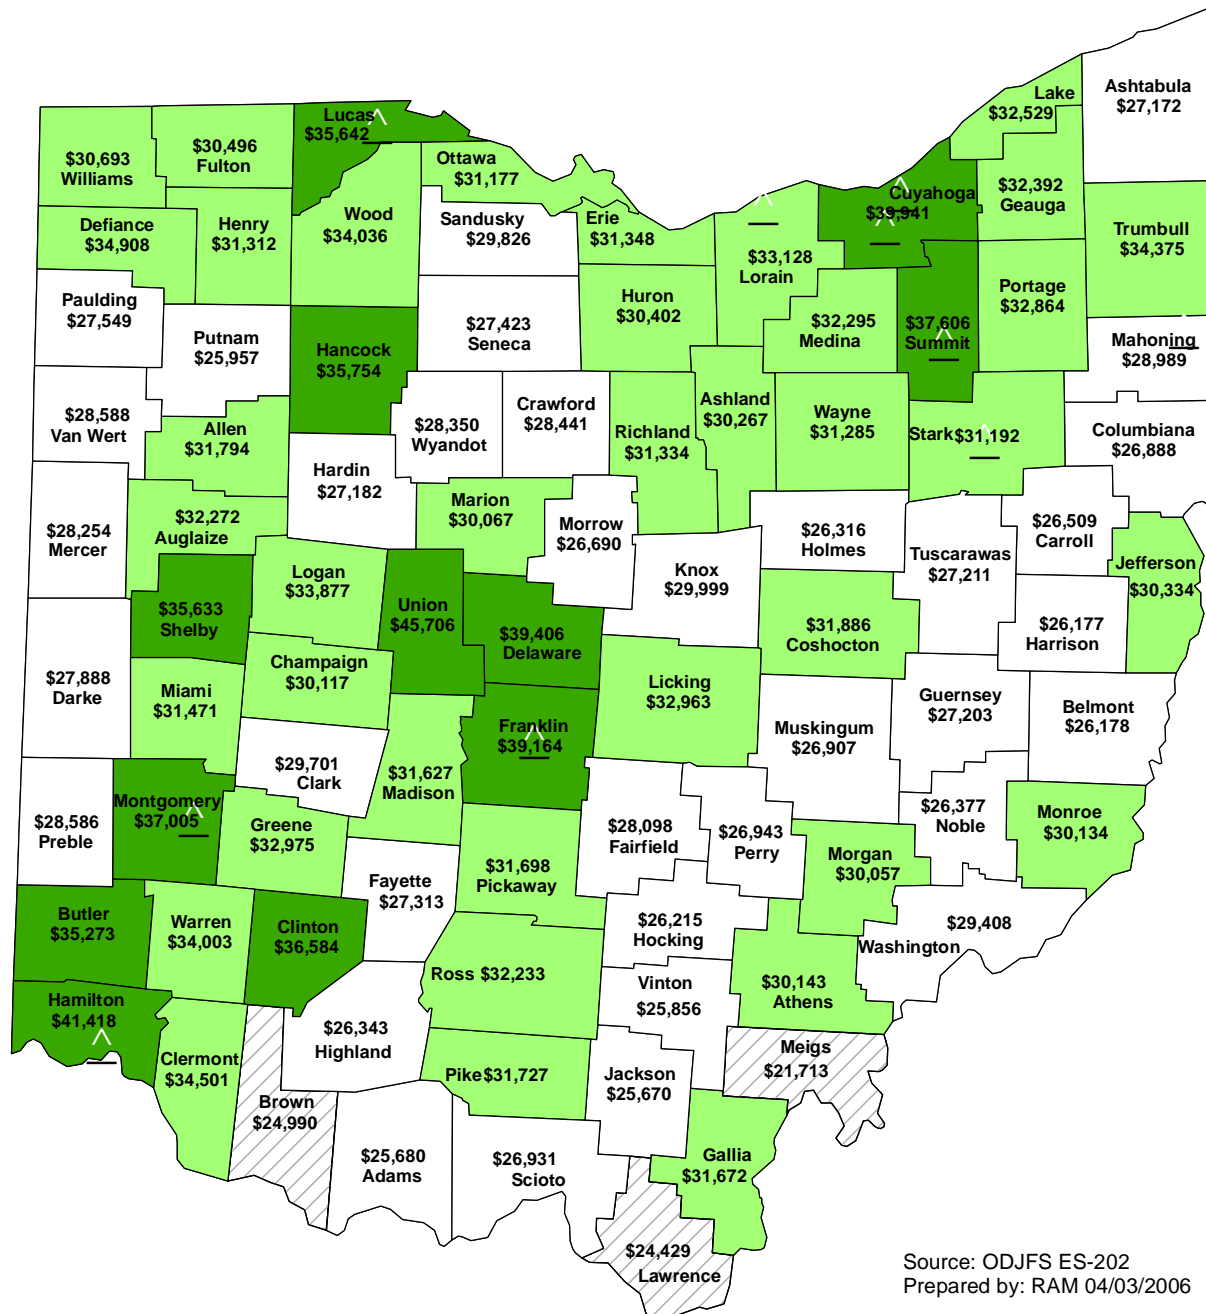 Ashtabula
$27,172
Lake
$32,529
Lucas
$35,642
$30,693
Williams
$30,496
Fulton
Ottawa
$31,177
Cuyahoga
$39,941
$32,392
Geauga
Defiance
$34,908
Henry
$31,312
Wood
$34,036
Sandusky
$29,826
Erie
$31,348
$33,128
Lorain
Trumbull
$34,375
Paulding
$27,549
Putnam
$25,957
Hancock
$35,754
$27,423
Seneca
Huron
$30,402
$32,295
Medina
$37,606
Summit
Portage
$32,864
Mahoning
$28,989
$28,588
Van Wert
Allen
$31,794
$28,350
Wyandot
Crawford
$28,441
Richland
$31,334
Ashland
$30,267
Wayne
$31,285
Stark $31,192
Columbiana
$26,888
Hardin
$27,182
$28,254
Mercer
$32,272
Auglaize
Marion
$30,067
Morrow
$26,690
Knox
$29,999
$26,316
Holmes
Tuscarawas
$27,211
$26,509
Carroll
Jefferson
$30,334
Logan
$33,877
$35,633
Shelby
Union
$45,706
$39,406
Delaware
$31,886
Coshocton
$26,177
Harrison
$27,888
Darke
Miami
$31,471
Champaign
$30,117
Licking
$32,963
Guernsey
$27,203
Belmont
$26,178
Franklin
$39,164
Muskingum
$26,907
$29,701
Clark
$31,627
Madison
$28,586
Preble
Montgomery
$37,005
Greene
$32,975
$28,098
Fairfield
$26,943
Perry
$26,377
Noble
Monroe
$30,134
Morgan
$30,057
$31,698
Pickaway
Fayette
$27,313
Butler
$35,273
Warren
$34,003
Clinton
$36,584
$26,215
Hocking
$29,408
Washington
Ross $32,233
Vinton
$25,856
$30,143
Athens
Hamilton
$41,418
$26,343
Highland
Clermont
$34,501
Pike $31,727
Jackson
$25,670
Meigs
$21,713
Brown
$24,990
$25,680
Adams
$26,931
Scioto
Gallia
$31,672
$24,429
Lawrence
Source: ODJFS ES-202
Prepared by: RAM 04/03/2006